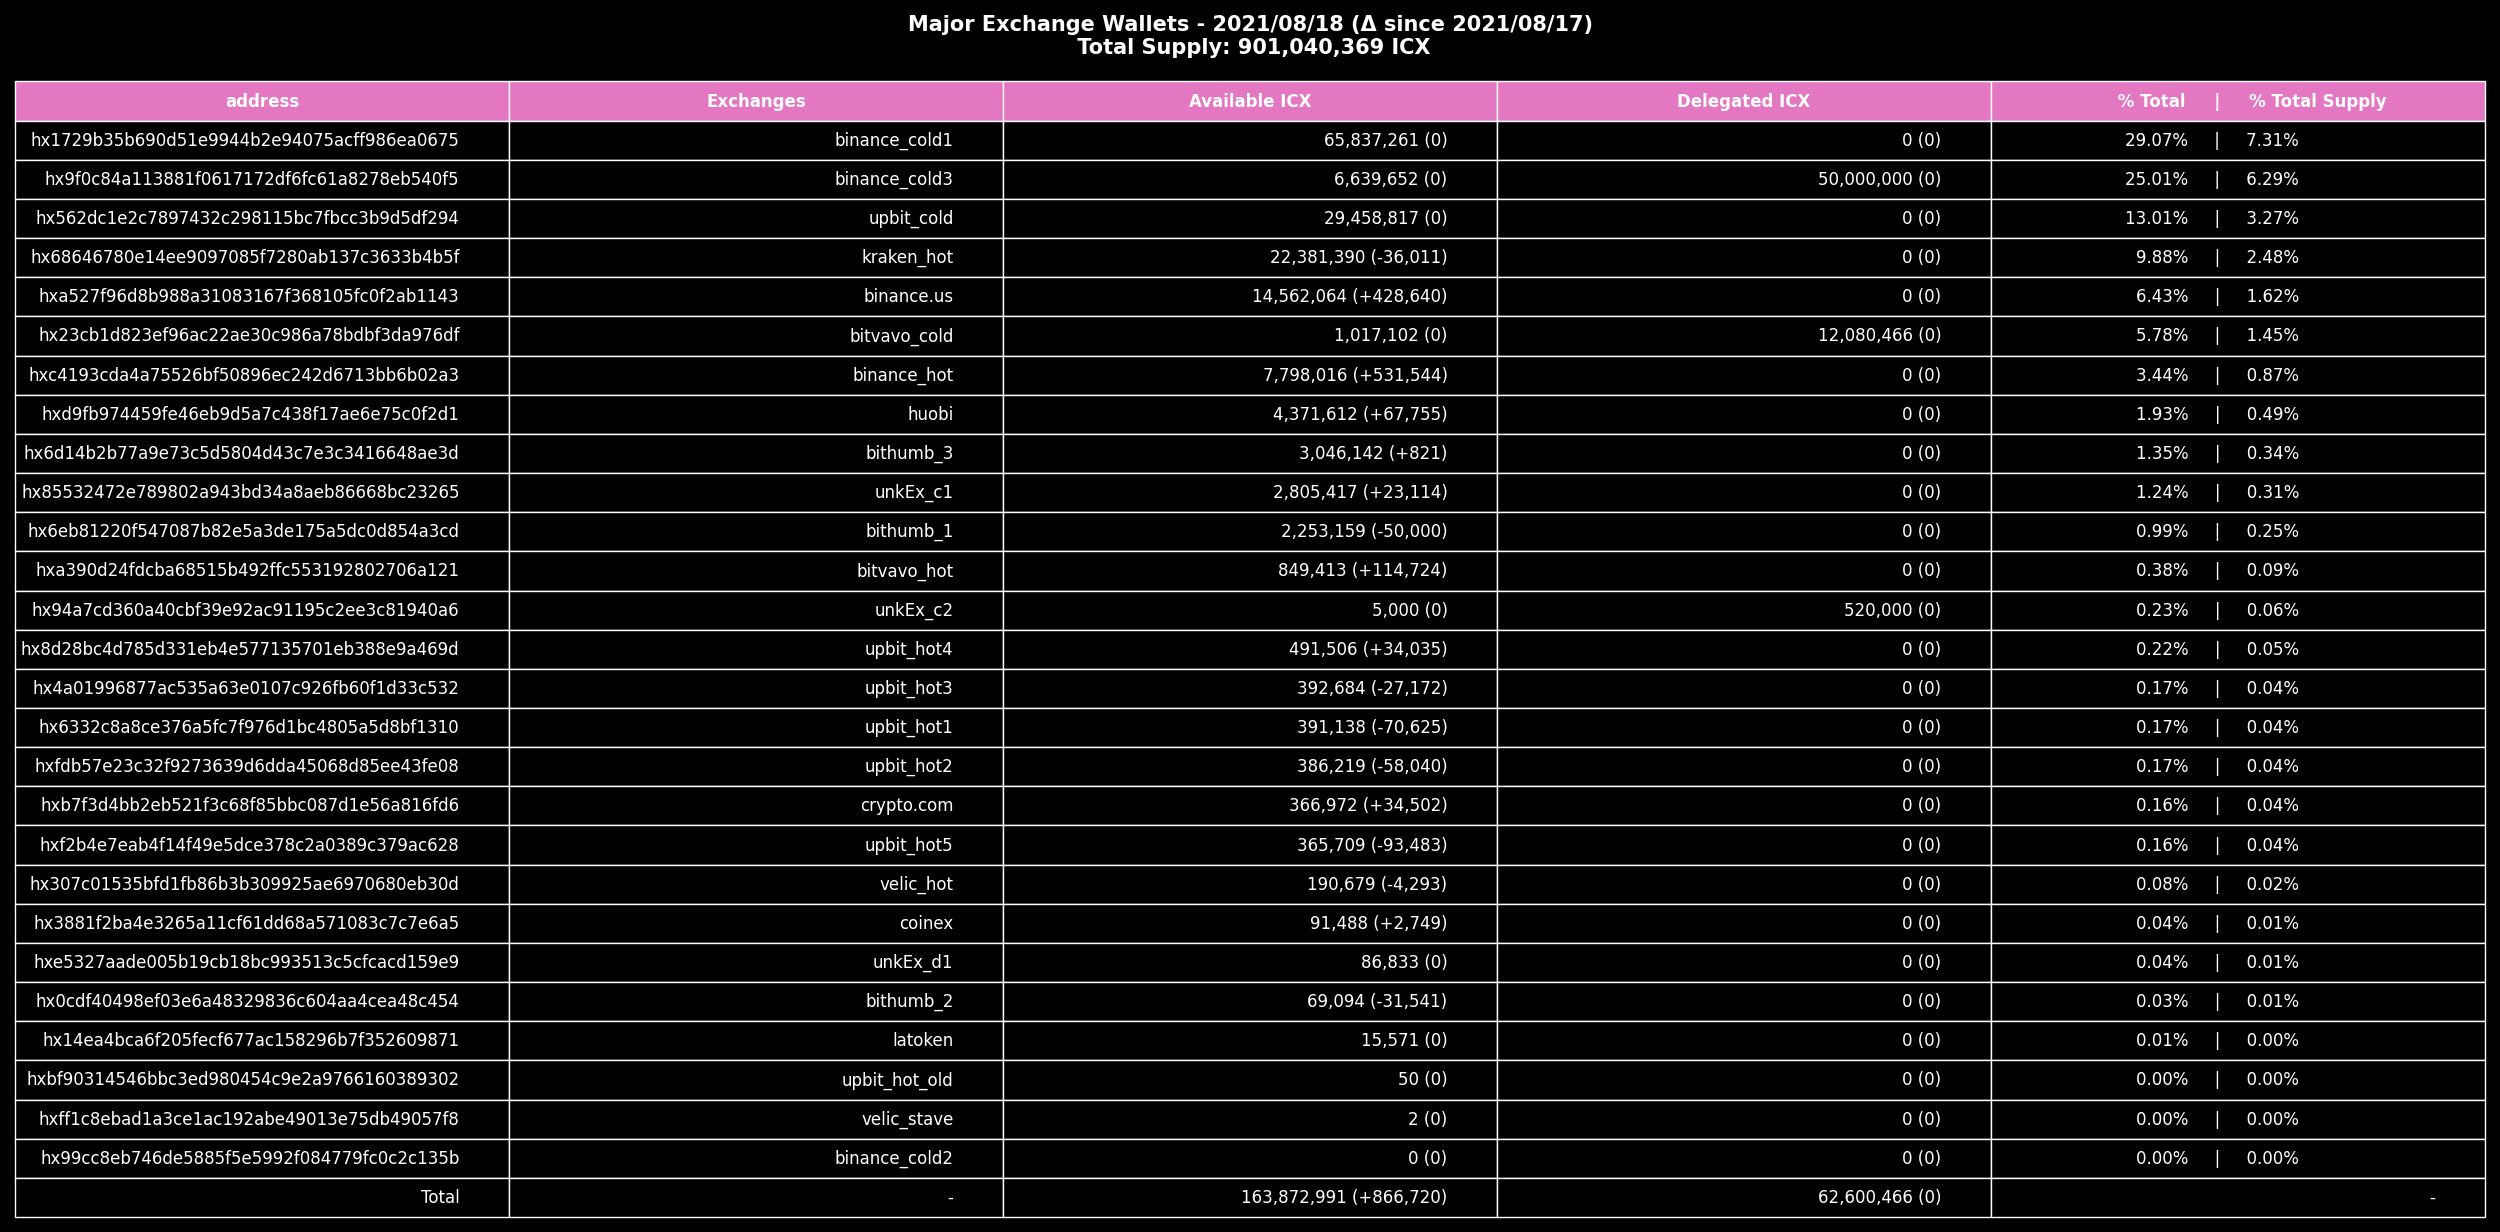 Major Exchange Wallets - 2021/08/18 (Δ since 2021/08/17)
Total Supply: 901,040,369 ICX
address Exchanges Available ICX Delegated ICX % Total | % Total Supply
hx1729b35b690d51e9944b2e94075acff986ea0675 binance_cold1 65,837,261 (0) 0 (0) 29.07% | 7.31%
hx9f0c84a113881f0617172df6fc61a8278eb540f5 binance_cold3 6,639,652 (0) 50,000,000 (0) 25.01% | 6.29%
hx562dc1e2c7897432c298115bc7fbcc3b9d5df294 upbit_cold 29,458,817 (0) 0 (0) 13.01% | 3.27%
hx68646780e14ee9097085f7280ab137c3633b4b5f kraken_hot 22,381,390 (-36,011) 0 (0) 9.88% | 2.48%
hxa527f96d8b988a31083167f368105fc0f2ab1143 binance.us 14,562,064 (+428,640) 0 (0) 6.43% | 1.62%
hx23cb1d823ef96ac22ae30c986a78bdbf3da976df bitvavo_cold 1,017,102 (0) 12,080,466 (0) 5.78% | 1.45%
hxc4193cda4a75526bf50896ec242d6713bb6b02a3 binance_hot 7,798,016 (+531,544) 0 (0) 3.44% | 0.87%
hxd9fb974459fe46eb9d5a7c438f17ae6e75c0f2d1 huobi 4,371,612 (+67,755) 0 (0) 1.93% | 0.49%
hx6d14b2b77a9e73c5d5804d43c7e3c3416648ae3d bithumb_3 3,046,142 (+821) 0 (0) 1.35% | 0.34%
hx85532472e789802a943bd34a8aeb86668bc23265 unkEx_c1 2,805,417 (+23,114) 0 (0) 1.24% | 0.31%
hx6eb81220f547087b82e5a3de175a5dc0d854a3cd bithumb_1 2,253,159 (-50,000) 0 (0) 0.99% | 0.25%
hxa390d24fdcba68515b492ffc553192802706a121 bitvavo_hot 849,413 (+114,724) 0 (0) 0.38% | 0.09%
hx94a7cd360a40cbf39e92ac91195c2ee3c81940a6 unkEx_c2 5,000 (0) 520,000 (0) 0.23% | 0.06%
hx8d28bc4d785d331eb4e577135701eb388e9a469d upbit_hot4 491,506 (+34,035) 0 (0) 0.22% | 0.05%
hx4a01996877ac535a63e0107c926fb60f1d33c532 upbit_hot3 392,684 (-27,172) 0 (0) 0.17% | 0.04%
hx6332c8a8ce376a5fc7f976d1bc4805a5d8bf1310 upbit_hot1 391,138 (-70,625) 0 (0) 0.17% | 0.04%
hxfdb57e23c32f9273639d6dda45068d85ee43fe08 upbit_hot2 386,219 (-58,040) 0 (0) 0.17% | 0.04%
hxb7f3d4bb2eb521f3c68f85bbc087d1e56a816fd6 crypto.com 366,972 (+34,502) 0 (0) 0.16% | 0.04%
hxf2b4e7eab4f14f49e5dce378c2a0389c379ac628 upbit_hot5 365,709 (-93,483) 0 (0) 0.16% | 0.04%
hx307c01535bfd1fb86b3b309925ae6970680eb30d velic_hot 190,679 (-4,293) 0 (0) 0.08% | 0.02%
hx3881f2ba4e3265a11cf61dd68a571083c7c7e6a5 coinex 91,488 (+2,749) 0 (0) 0.04% | 0.01%
hxe5327aade005b19cb18bc993513c5cfcacd159e9 unkEx_d1 86,833 (0) 0 (0) 0.04% | 0.01%
hx0cdf40498ef03e6a48329836c604aa4cea48c454 bithumb_2 69,094 (-31,541) 0 (0) 0.03% | 0.01%
hx14ea4bca6f205fecf677ac158296b7f352609871 latoken 15,571 (0) 0 (0) 0.01% | 0.00%
hxbf90314546bbc3ed980454c9e2a9766160389302 upbit_hot_old 50 (0) 0 (0) 0.00% | 0.00%
hxff1c8ebad1a3ce1ac192abe49013e75db49057f8 velic_stave 2 (0) 0 (0) 0.00% | 0.00%
hx99cc8eb746de5885f5e5992f084779fc0c2c135b binance_cold2 0 (0) 0 (0) 0.00% | 0.00%
Total - 163,872,991 (+866,720) 62,600,466 (0) -